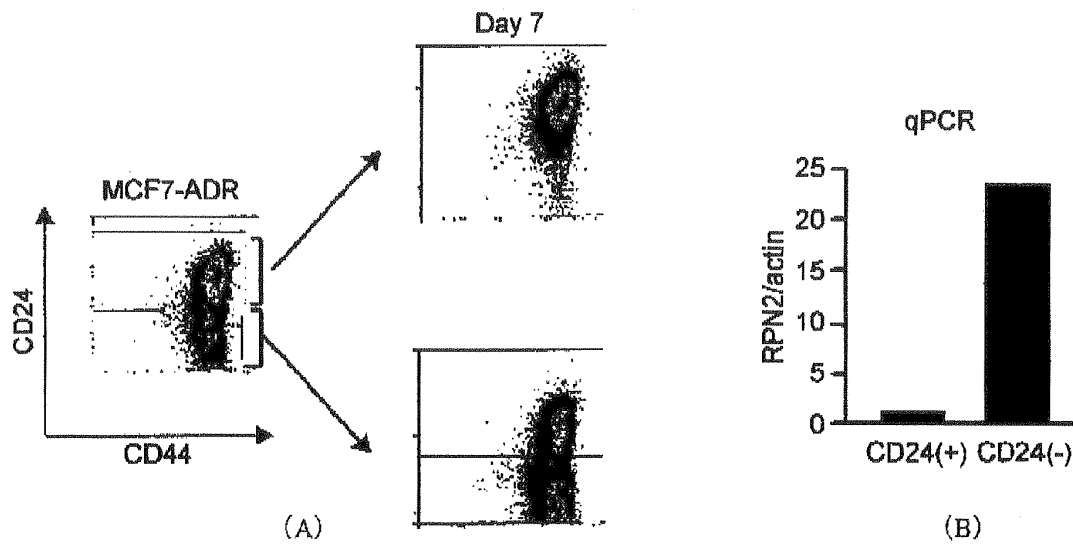 Day 7
MCF7-ADR
CD24
CD44
(A)
qPCR
RPN2/actin
25
20
15
10
5
0
CD24(+) CD24(-)
(B)